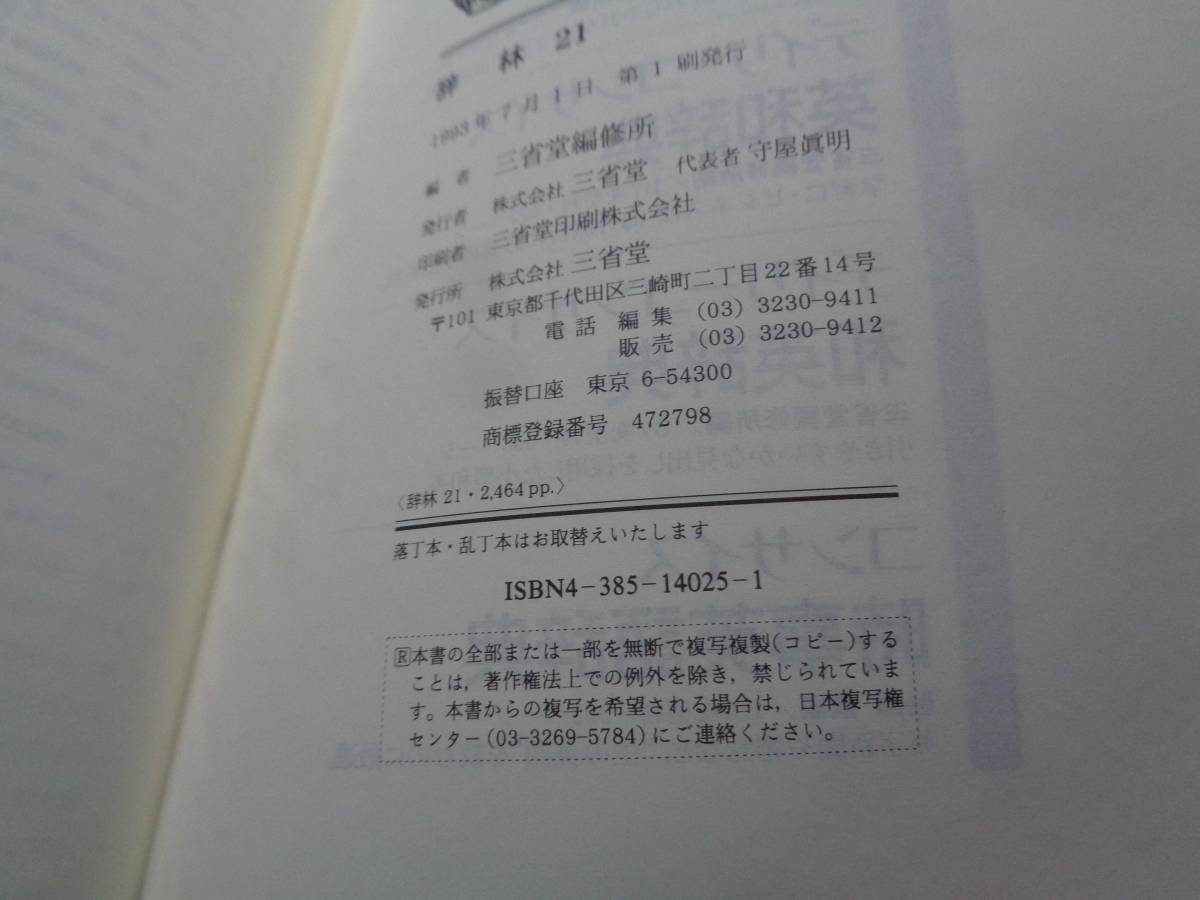 辞林 21
1993年7月1日 第1刷発行
編者 三省堂編修所
発行者 株式会社 三省堂 代表者 守屋眞明
印刷者 三省堂印刷株式会社
発行所 株式会社 三省堂
〒101 東京都千代田区三崎町二丁目22番14号
電話 編集 (03) 3230-9411
販売 (03) 3230-9412
振替口座 東京 6-54300
商標登録番号 472798
〈辞林 21・2,464 pp.〉
落丁本・乱丁本はお取替えいたします
ISBN4-385-14025-1
Ⓡ本書の全部または一部を無断で複写複製(コピー)する
ことは，著作権法上での例外を除き，禁じられていま
す。本書からの複写を希望される場合は，日本複写権
センター(03-3269-5784)にご連絡ください。